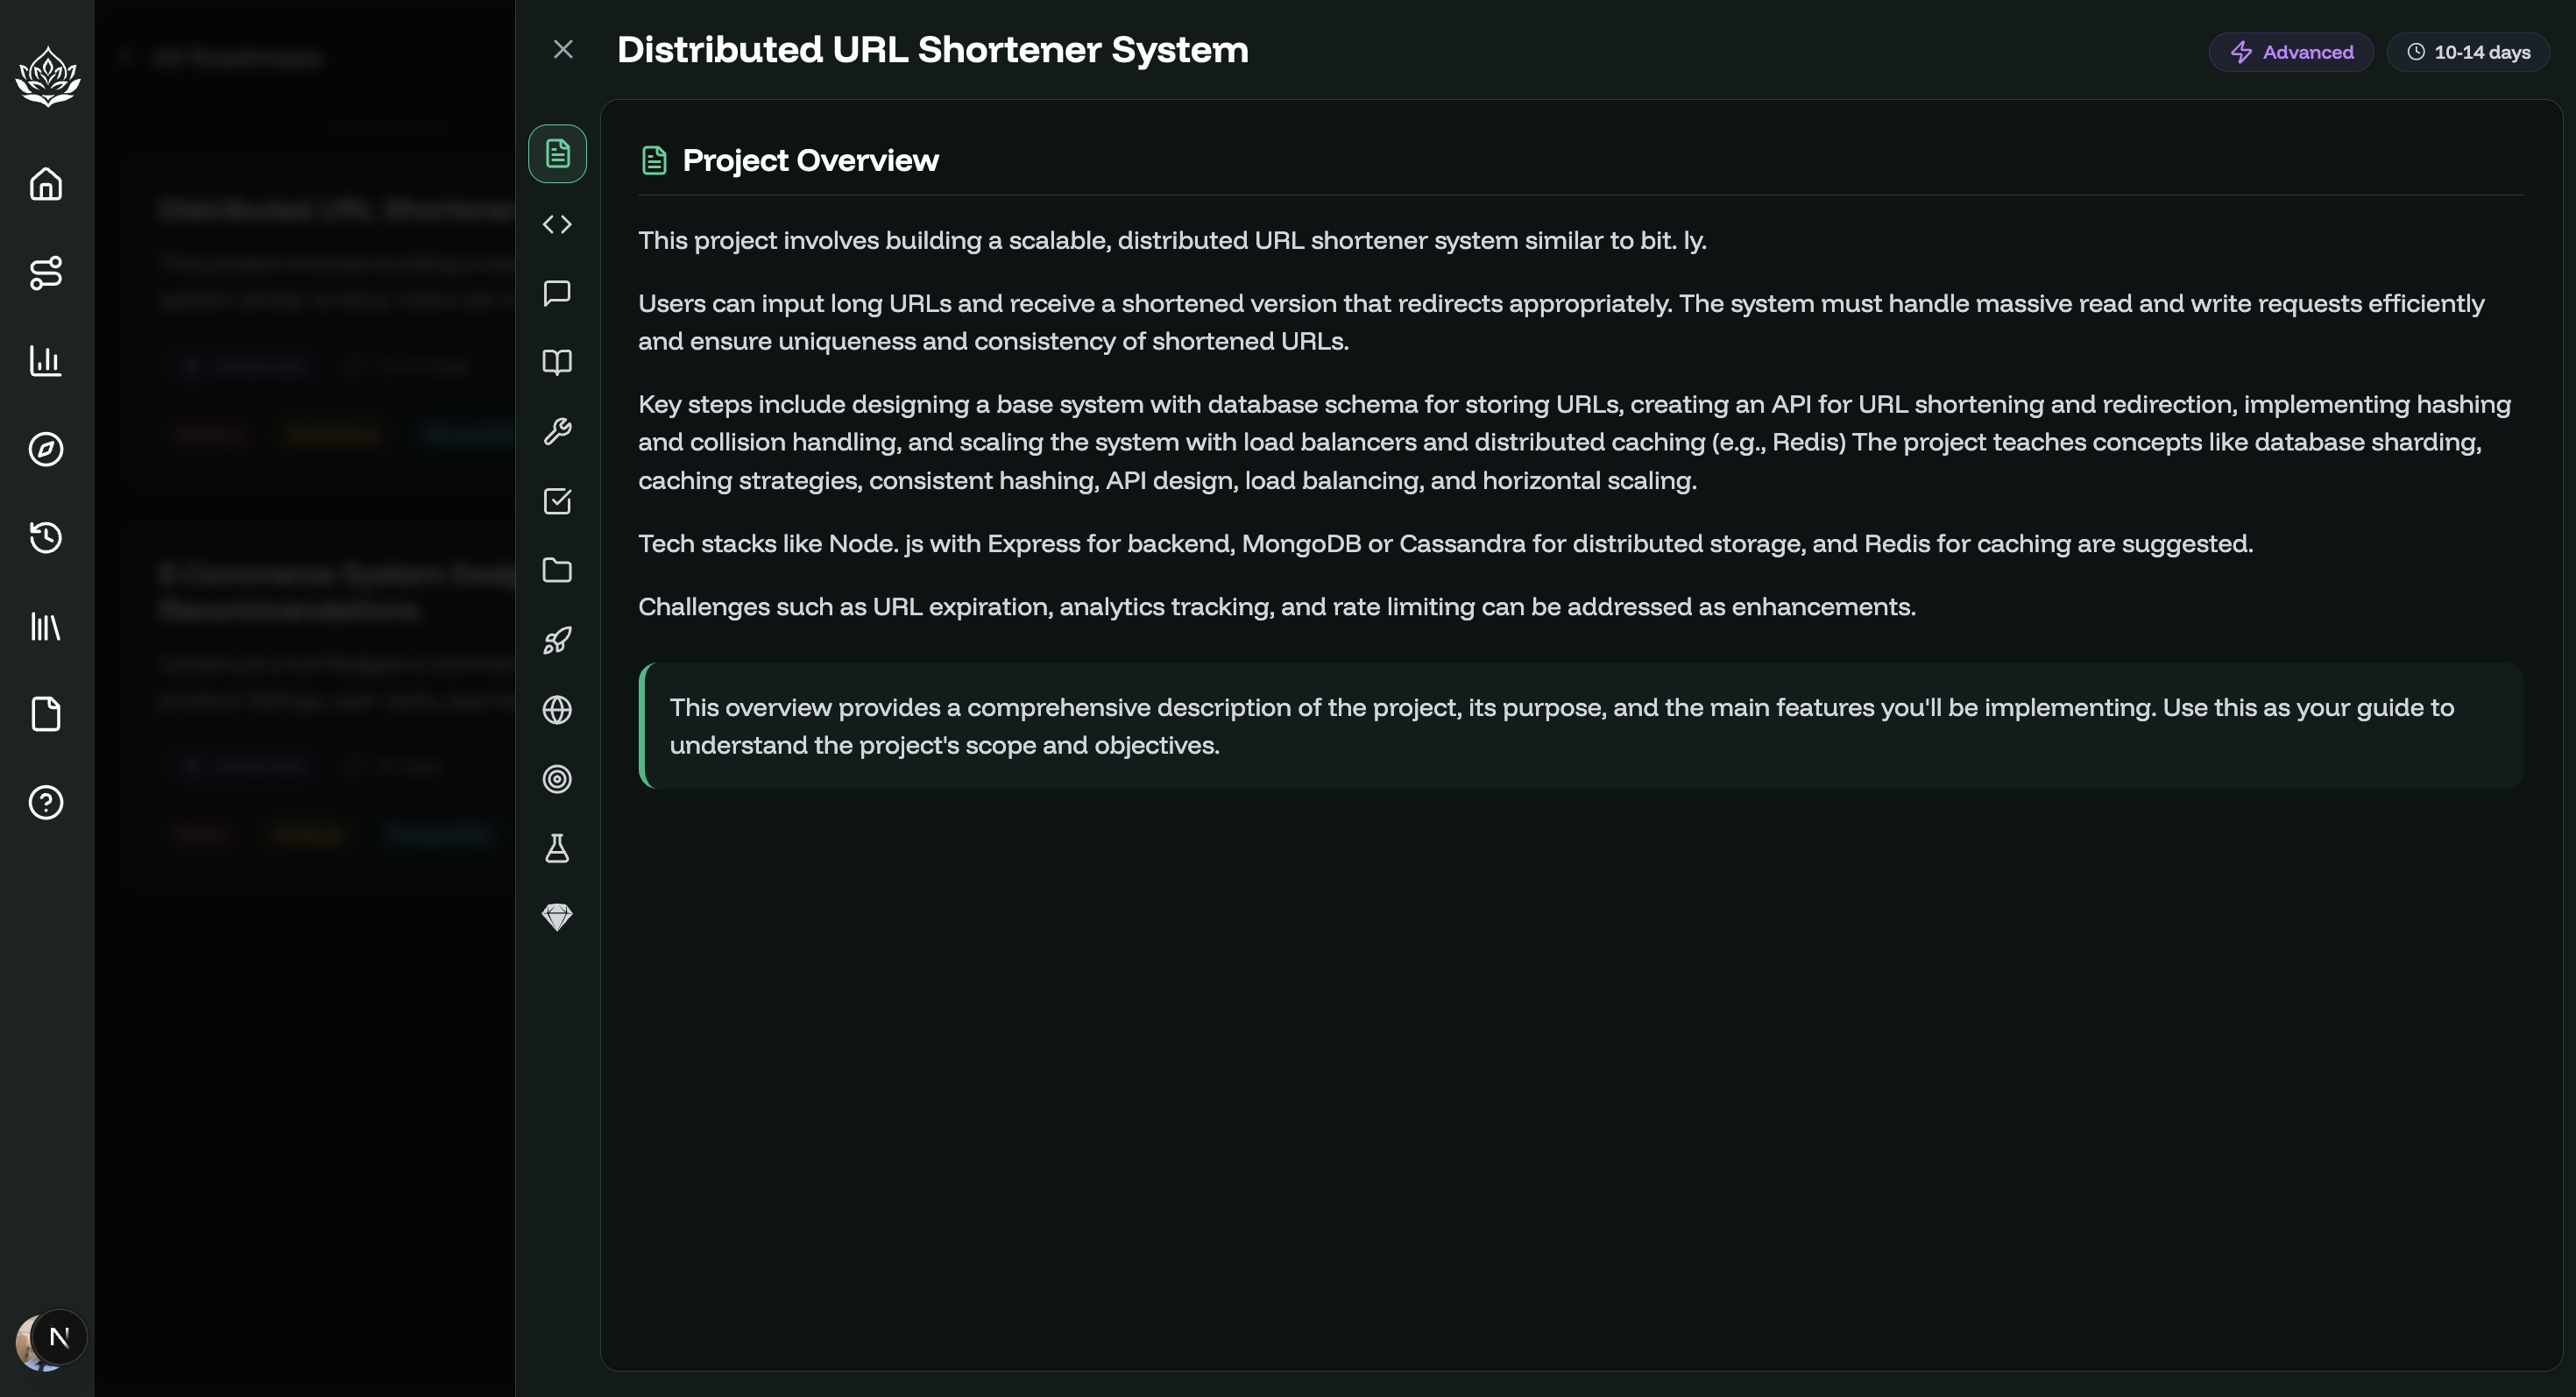 Distributed URL Shortener System
Advanced
10-14 days
Project Overview
This project involves building a scalable, distributed URL shortener system similar to bit. ly.
Users can input long URLs and receive a shortened version that redirects appropriately. The system must handle massive read and write requests efficiently
and ensure uniqueness and consistency of shortened URLs.
Key steps include designing a base system with database schema for storing URLs, creating an API for URL shortening and redirection, implementing hashing
and collision handling, and scaling the system with load balancers and distributed caching (e.g., Redis) The project teaches concepts like database sharding,
caching strategies, consistent hashing, API design, load balancing, and horizontal scaling.
Tech stacks like Node. js with Express for backend, MongoDB or Cassandra for distributed storage, and Redis for caching are suggested.
Challenges such as URL expiration, analytics tracking, and rate limiting can be addressed as enhancements.
This overview provides a comprehensive description of the project, its purpose, and the main features you'll be implementing. Use this as your guide to
understand the project's scope and objectives.
All Roadmaps
Distributed URL Shortener
E-Commerce System
Recommendations
N